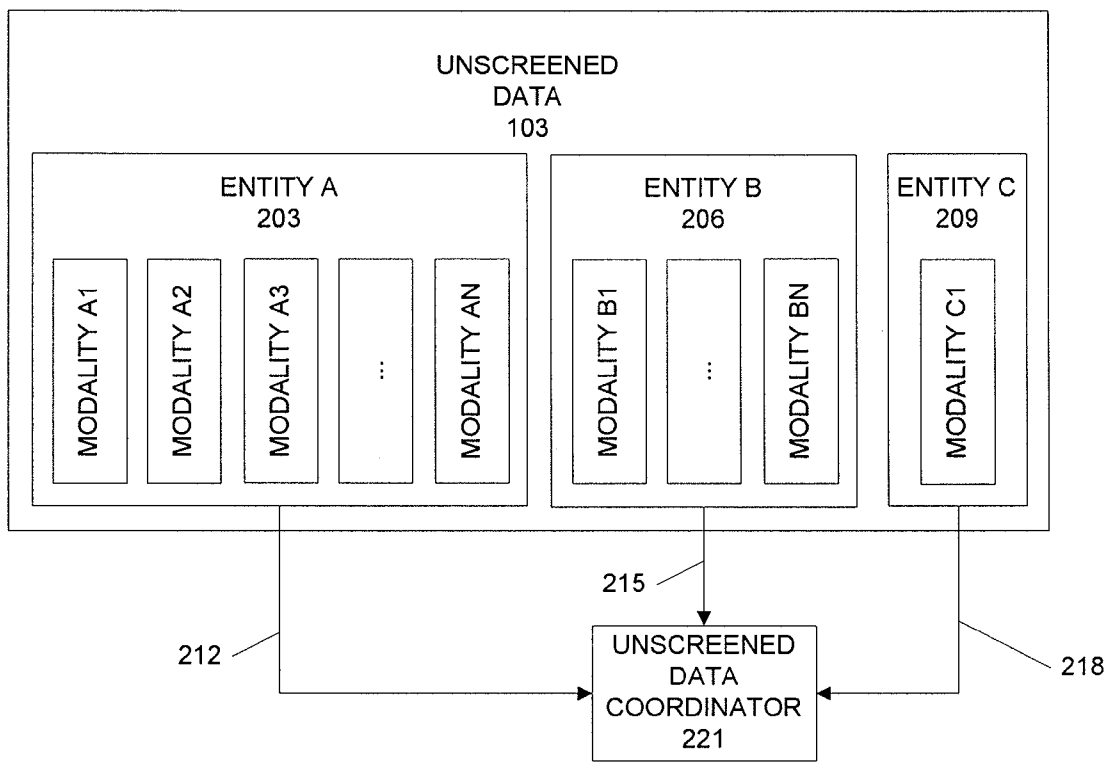 UNSCREENED
DATA
103
ENTITY A
203
MODALITY A1
MODALITY A2
MODALITY A3
...
MODALITY AN
ENTITY B
206
MODALITY B1
...
MODALITY BN
ENTITY C
209
MODALITY C1
212
215
218
UNSCREENED
DATA
COORDINATOR
221